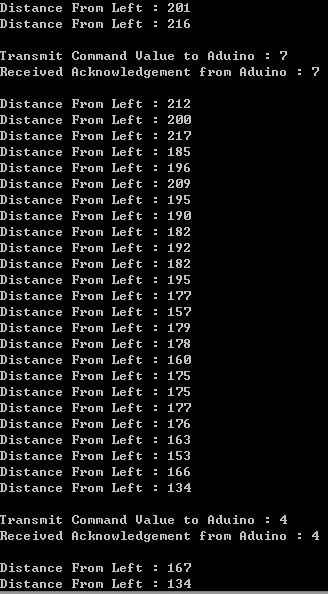 Distance From Left : 201
Distance From Left : 216
Transmit Command Value to Aduino : 7
Received Acknowledgement from Aduino : 7
Distance From Left : 212
Distance From Left : 200
Distance From Left : 217
Distance From Left : 185
Distance From Left : 196
Distance From Left : 209
Distance From Left : 195
Distance From Left : 190
Distance From Left : 182
Distance From Left : 192
Distance From Left : 182
Distance From Left : 195
Distance From Left : 177
Distance From Left : 157
Distance From Left : 179
Distance From Left : 178
Distance From Left : 160
Distance From Left : 175
Distance From Left : 175
Distance From Left : 177
Distance From Left : 176
Distance From Left : 163
Distance From Left : 153
Distance From Left : 166
Distance From Left : 134
Transmit Command Value to Aduino : 4
Received Acknowledgement from Aduino : 4
Distance From Left : 167
Distance From Left : 134